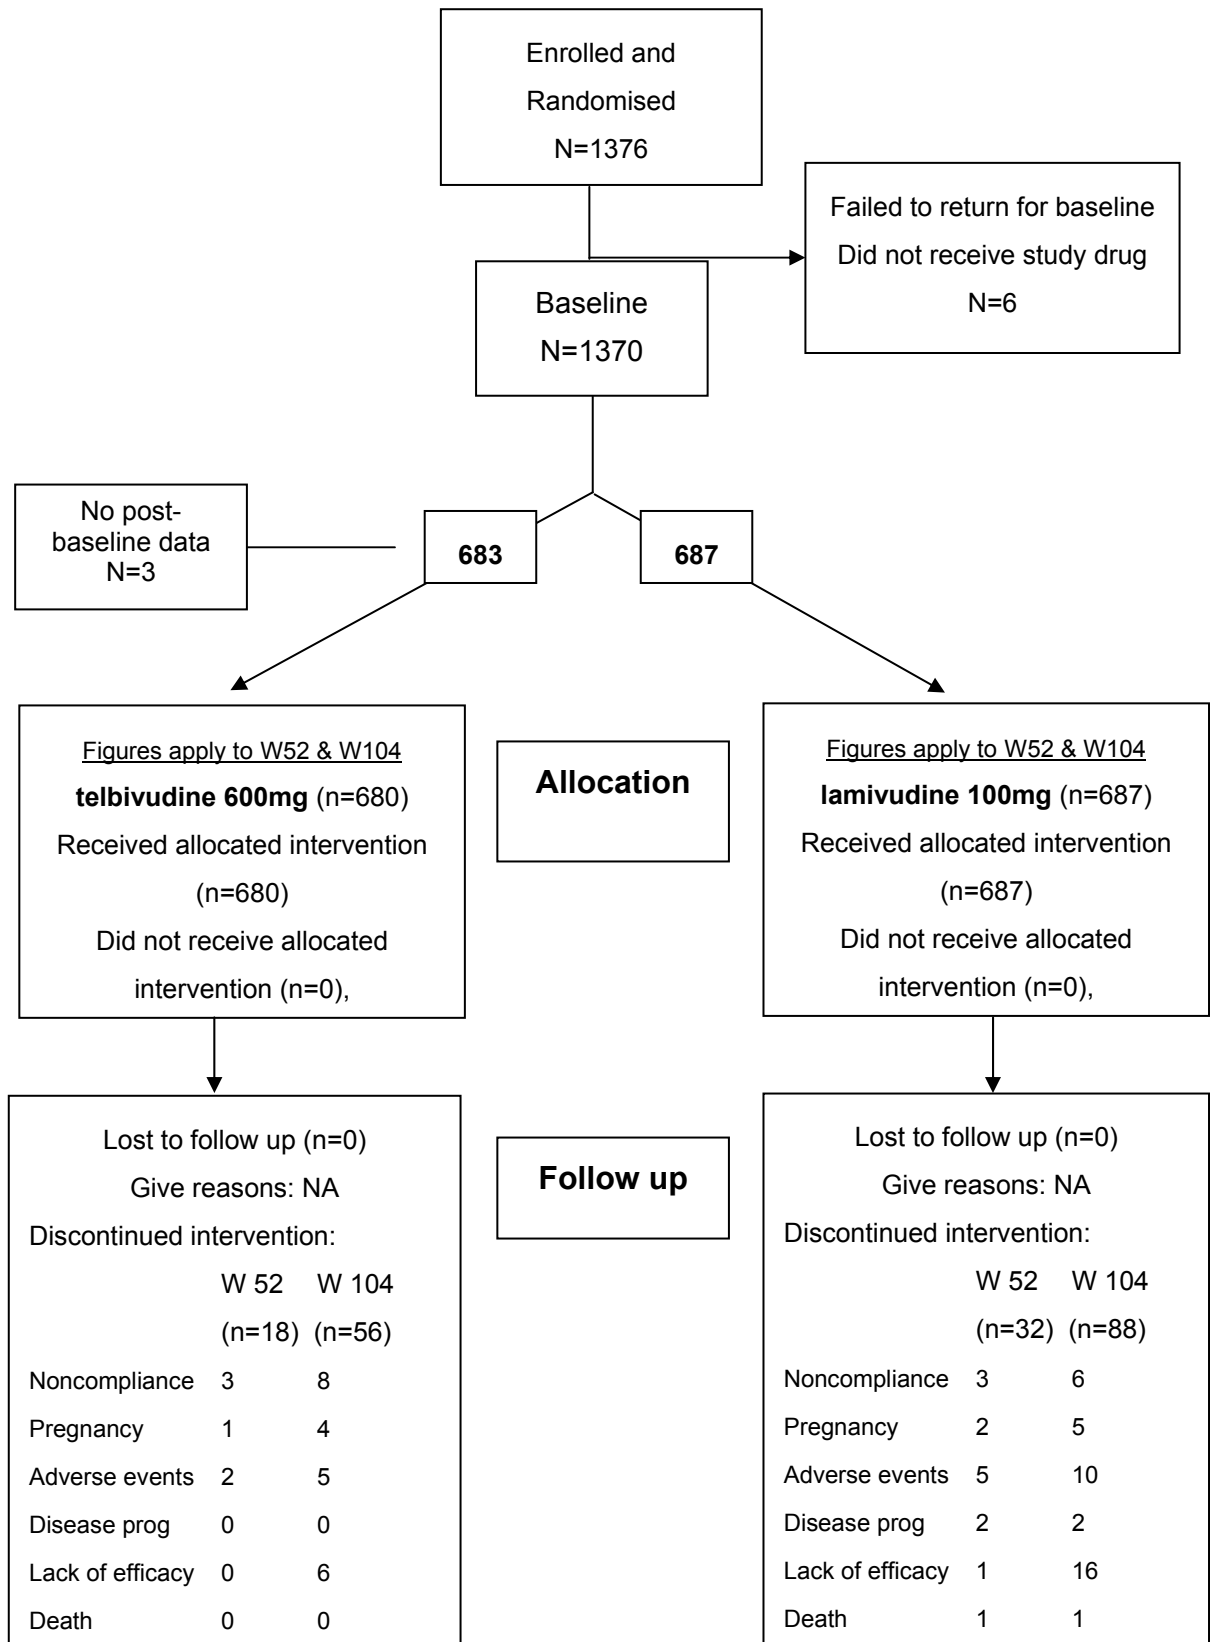 Enrolled and
Randomised
N=1376
Failed to return for baseline
Did not receive study drug
N=6
Baseline
N=1370
No post-
baseline data
N=3
683
687
Figures apply to W52 & W104
telbivudine 600mg (n=680)
Received allocated intervention
(n=680)
Did not receive allocated
intervention (n=0),
Allocation
Figures apply to W52 & W104
lamivudine 100mg (n=687)
Received allocated intervention
(n=687)
Did not receive allocated
intervention (n=0),
Lost to follow up (n=0)
Give reasons: NA
Discontinued intervention:
W 52 W 104
(n=18) (n=56)
Noncompliance 3 8
Pregnancy 1 4
Adverse events 2 5
Disease prog 0 0
Lack of efficacy 0 6
Death 0 0
Follow up
Lost to follow up (n=0)
Give reasons: NA
Discontinued intervention:
W 52 W 104
(n=32) (n=88)
Noncompliance 3 6
Pregnancy 2 5
Adverse events 5 10
Disease prog 2 2
Lack of efficacy 1 16
Death 1 1